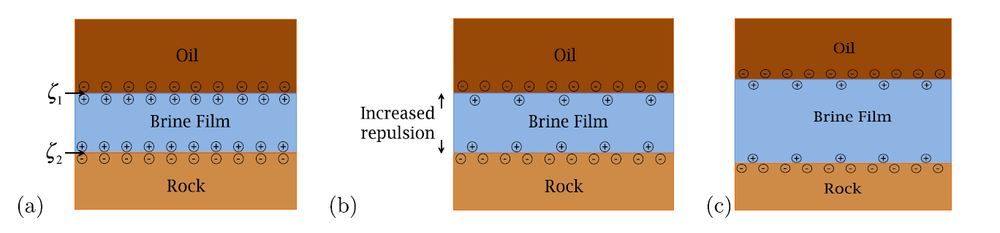 Oil
- - - - - - - - - -
ζ₁
+ + + + + + + + + +
Brine Film
+ + + + + + + + + +
ζ₂
- - - - - - - - - -
Rock
(a)
Oil
- - - - - - - - - -
+ + + + +
Increased
repulsion
Brine Film
+ + + + +
- - - - - - - - - -
Rock
(b)
Oil
- - - - - - - - - -
+ + + + +
Brine Film
+ + + + +
- - - - - - - - - -
Rock
(c)